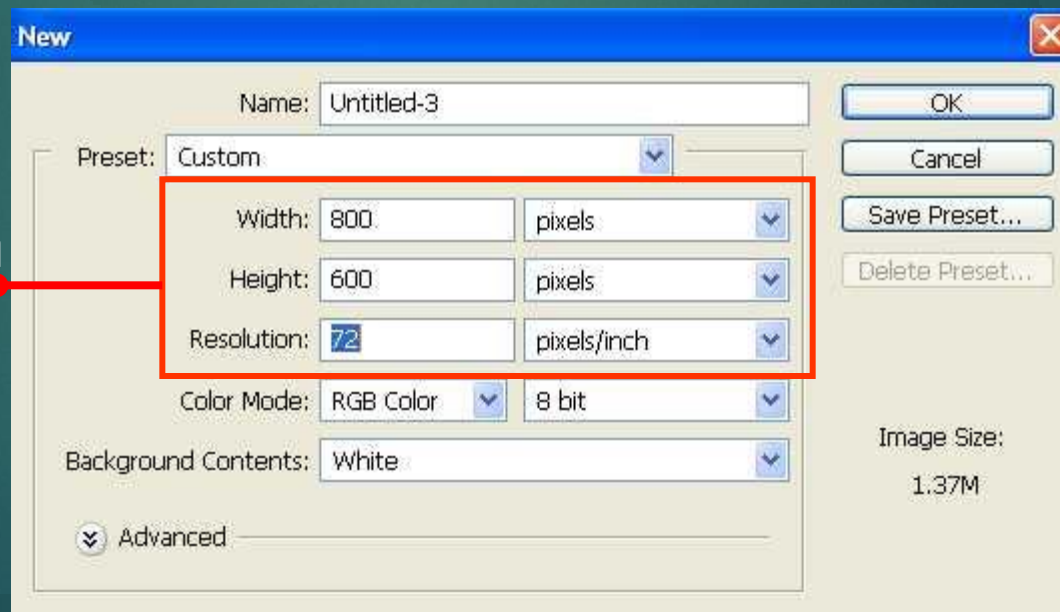 New
Name: Untitled-3
OK
Preset: Custom
Cancel
Width: 800 pixels
Save Preset...
Height: 600 pixels
Delete Preset...
Resolution: 72 pixels/inch
Color Mode: RGB Color 8 bit
Image Size:
Background Contents: White
1.37M
Advanced